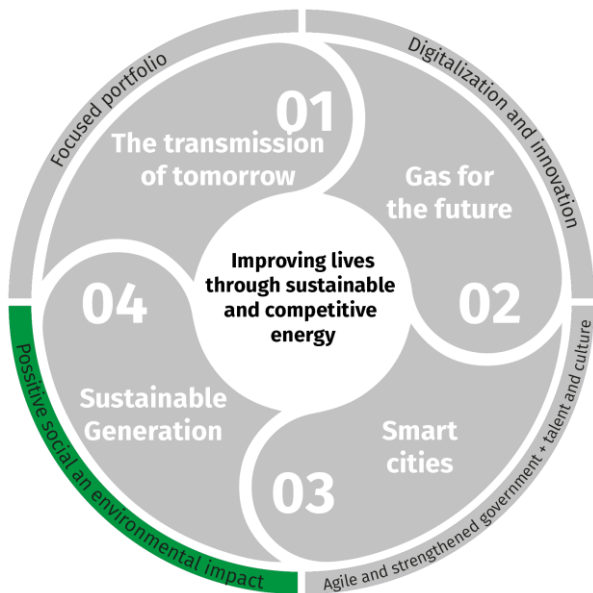 Focused portfolio
Digitalization and innovation
01
The transmission
of tomorrow
Gas for
the future
Improving lives
through sustainable
and competitive
energy
04
02
Sustainable
Generation
Smart
cities
03
Possitive social an environmental impact
Agile and strengthened government + talent and culture